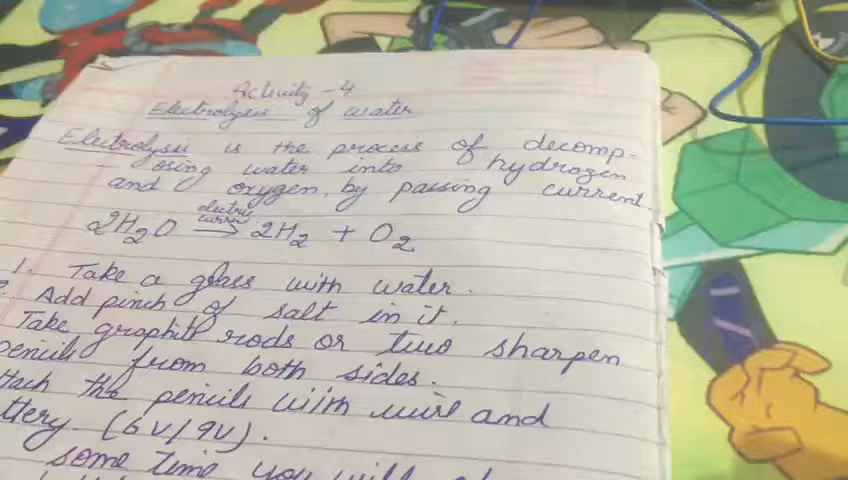 Activity - 4
Electrolysis of water
Electrolysis is the process of decomp-
osing water into hydrogen
and oxygen, by passing current
2H2O electric current → 2H2 + O2
1. Take a glass with water.
2. Add pinch of salt in it.
Take graphite rods or two sharpen
pencils from both sides.
ttach the pencils with wire and
ttery. (6V/9V).
some time you will